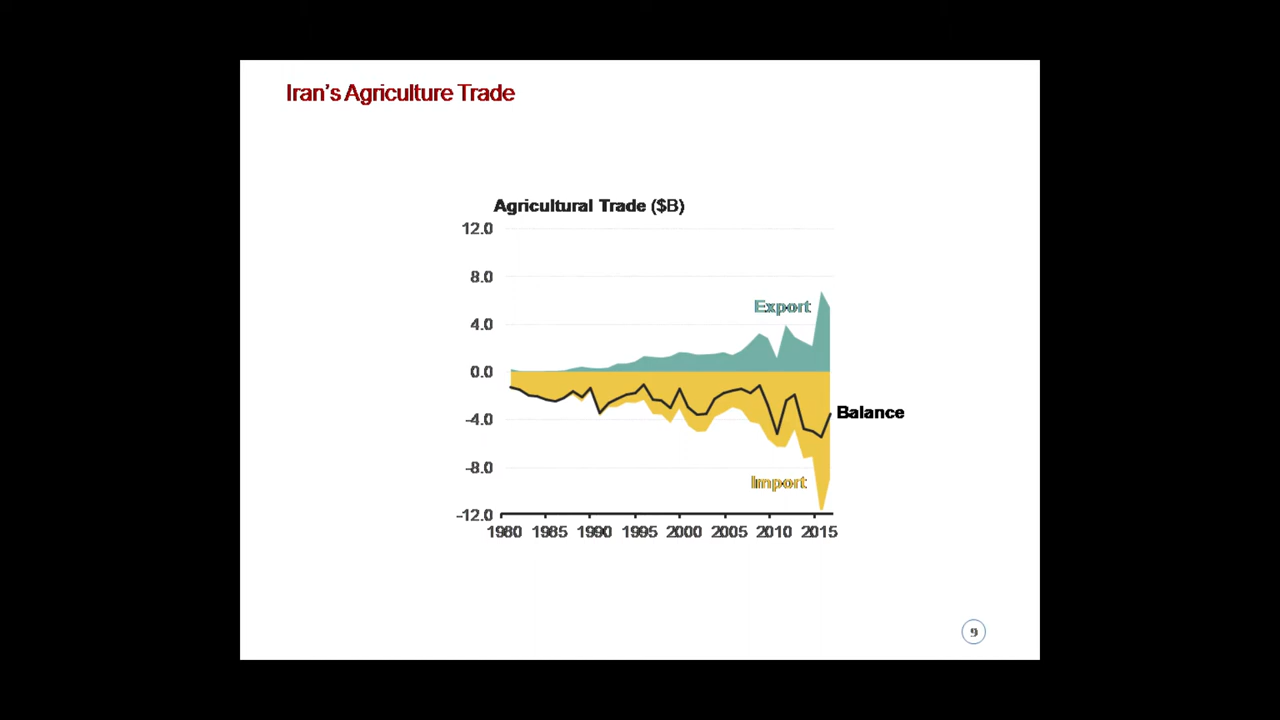 Iran's Agriculture Trade
Agricultural Trade ($B)
12.0
8.0
Export
4.0
0.0
-4.0
Balance
-8.0
Import
-12.0
1980 1985 1990 1995 2000 2005 2010 2015
9